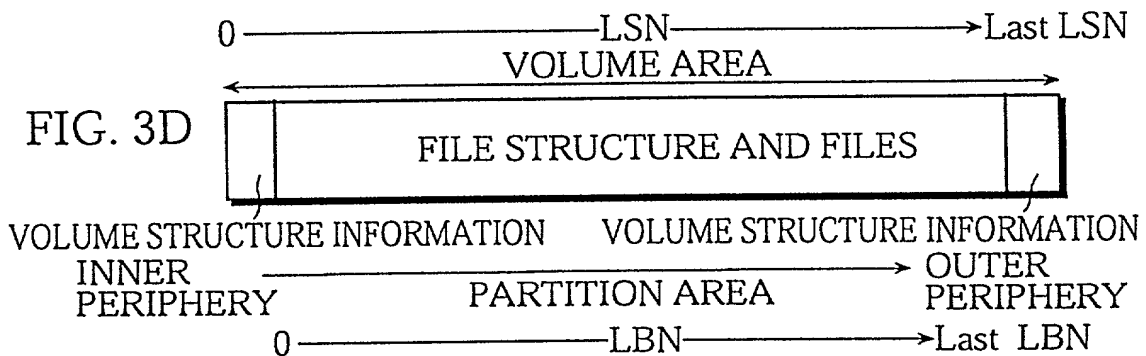 0 LSN Last LSN
VOLUME AREA
FIG. 3D
FILE STRUCTURE AND FILES
VOLUME STRUCTURE INFORMATION VOLUME STRUCTURE INFORMATION
INNER PERIPHERY
PARTITION AREA
OUTER PERIPHERY
0 LBN Last LBN